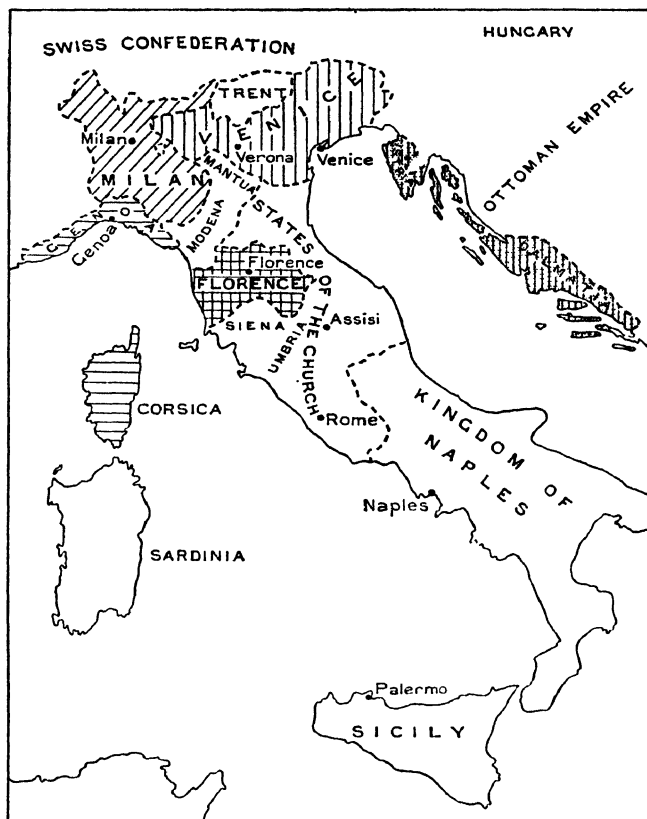 HUNGARY
SWISS CONFEDERATION
OTTOMAN EMPIRE
TRENT
VENICE
Milan
Verona
Venice
MILAN
MANTUA
GENOA
Genoa
MODENA
STATES OF THE CHURCH
Florence
FLORENCE
SIENA
UMBRIA
Assisi
Rome
CORSICA
KINGDOM OF
NAPLES
Naples
SARDINIA
Palermo
SICILY